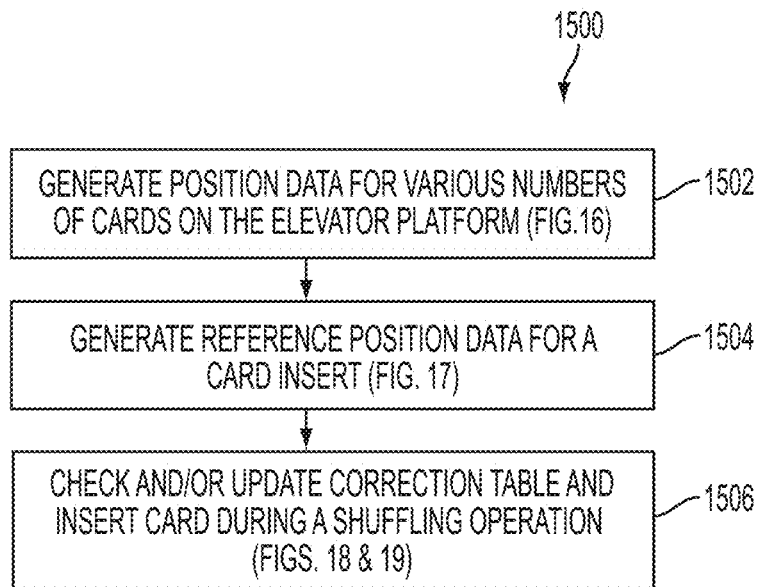 1500
GENERATE POSITION DATA FOR VARIOUS NUMBERS
OF CARDS ON THE ELEVATOR PLATFORM (FIG.16)
1502
GENERATE REFERENCE POSITION DATA FOR A
CARD INSERT (FIG. 17)
1504
CHECK AND/OR UPDATE CORRECTION TABLE AND
INSERT CARD DURING A SHUFFLING OPERATION
(FIGS. 18 & 19)
1506